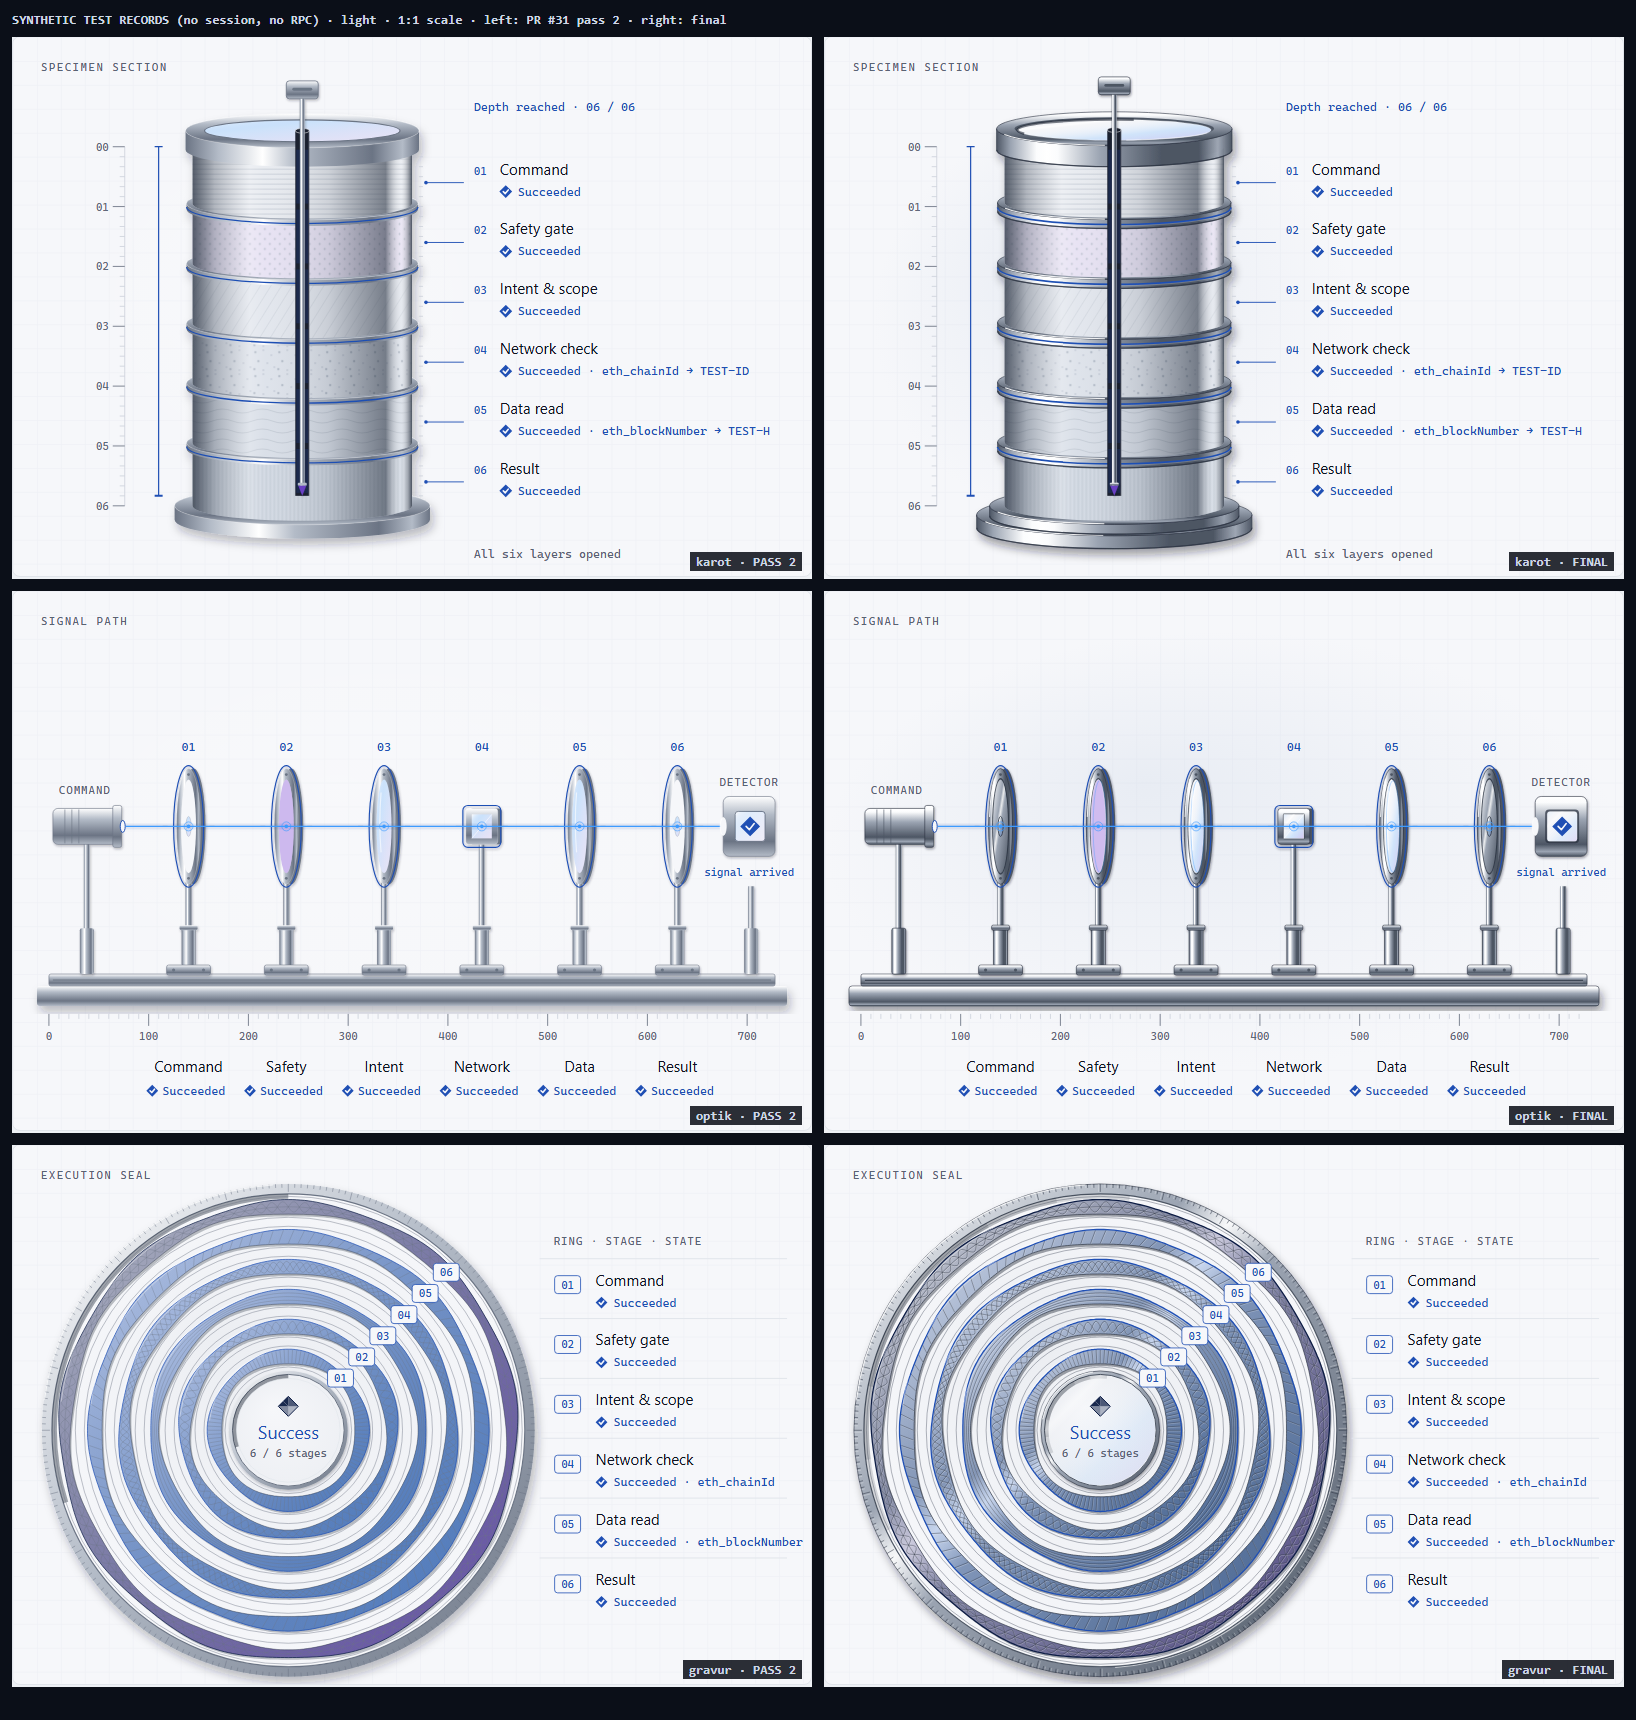 SYNTHETIC TEST RECORDS (no session, no RPC) · light · 1:1 scale · left: PR #31 pass 2 · right: final
SPECIMEN SECTION
Depth reached · 06 / 06
00
01
02
03
04
05
06
01 Command
Succeeded
02 Safety gate
Succeeded
03 Intent & scope
Succeeded
04 Network check
Succeeded · eth_chainId → TEST-ID
05 Data read
Succeeded · eth_blockNumber → TEST-H
06 Result
Succeeded
All six layers opened
karot · PASS 2
SPECIMEN SECTION
Depth reached · 06 / 06
00
01
02
03
04
05
06
01 Command
Succeeded
02 Safety gate
Succeeded
03 Intent & scope
Succeeded
04 Network check
Succeeded · eth_chainId → TEST-ID
05 Data read
Succeeded · eth_blockNumber → TEST-H
06 Result
Succeeded
All six layers opened
karot · FINAL
SIGNAL PATH
01 02 03 04 05 06
COMMAND
DETECTOR
signal arrived
0 100 200 300 400 500 600 700
Command Safety Intent Network Data Result
Succeeded Succeeded Succeeded Succeeded Succeeded Succeeded
optik · PASS 2
SIGNAL PATH
01 02 03 04 05 06
COMMAND
DETECTOR
signal arrived
0 100 200 300 400 500 600 700
Command Safety Intent Network Data Result
Succeeded Succeeded Succeeded Succeeded Succeeded Succeeded
optik · FINAL
EXECUTION SEAL
06
05
04
03
02
01
Success
6 / 6 stages
RING · STAGE · STATE
01 Command
Succeeded
02 Safety gate
Succeeded
03 Intent & scope
Succeeded
04 Network check
Succeeded · eth_chainId
05 Data read
Succeeded · eth_blockNumber
06 Result
Succeeded
gravur · PASS 2
EXECUTION SEAL
06
05
04
03
02
01
Success
6 / 6 stages
RING · STAGE · STATE
01 Command
Succeeded
02 Safety gate
Succeeded
03 Intent & scope
Succeeded
04 Network check
Succeeded · eth_chainId
05 Data read
Succeeded · eth_blockNumber
06 Result
Succeeded
gravur · FINAL